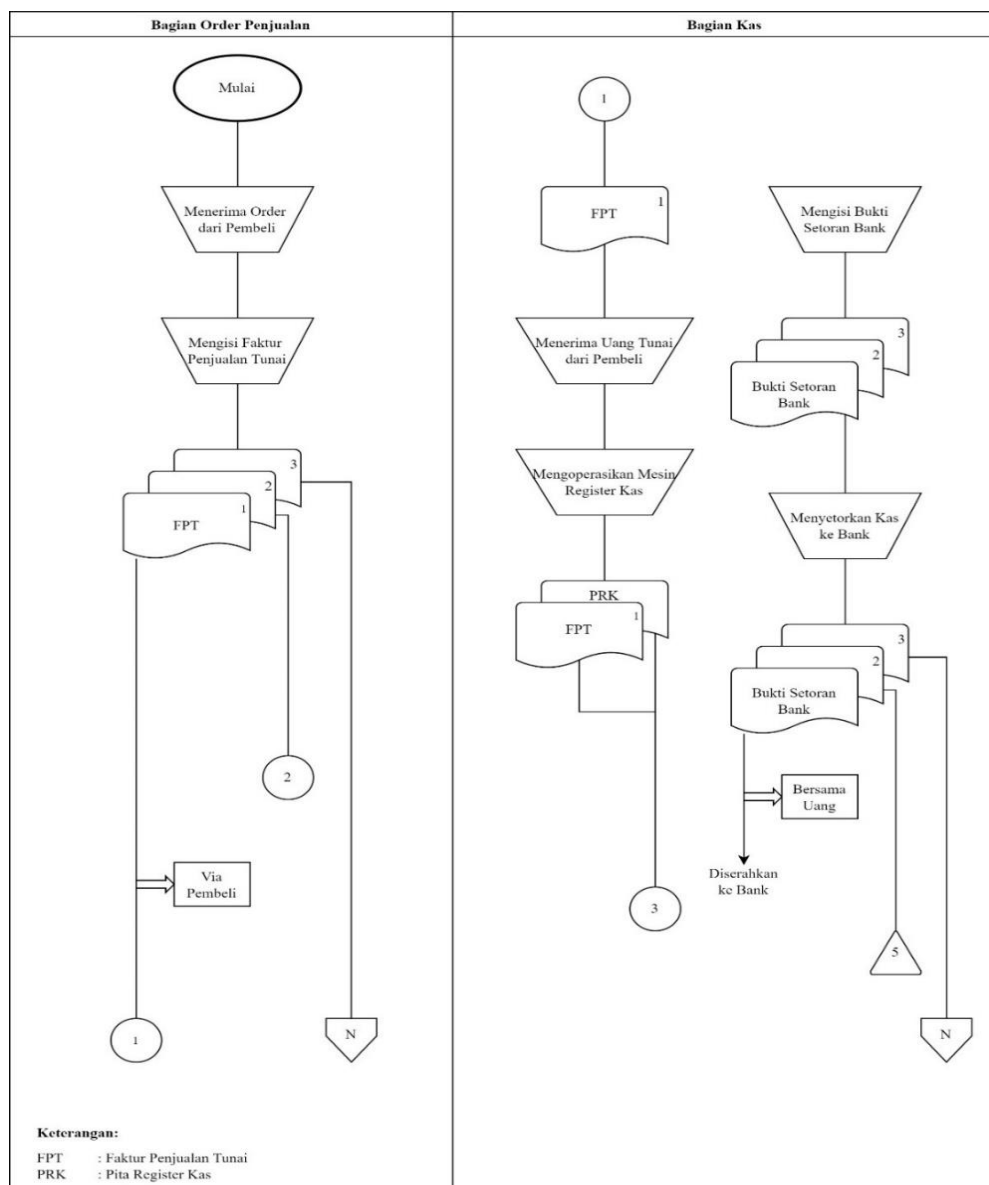 Bagian Order Penjualan
Mulai
Menerima Order
dari Pembeli
Mengisi Faktur
Penjualan Tunai
3
2
1
FPT
2
Via
Pembeli
1
N
Keterangan:
FPT : Faktur Penjualan Tunai
PRK : Pita Register Kas
Bagian Kas
1
1
FPT
Menerima Uang Tunai
dari Pembeli
Mengoperasikan Mesin
Register Kas
PRK
1
FPT
3
Mengisi Bukti
Setoran Bank
3
2
Bukti Setoran
Bank
Menyetorkan Kas
ke Bank
3
2
Bukti Setoran
Bank
Bersama
Uang
Diserahkan
ke Bank
5
N